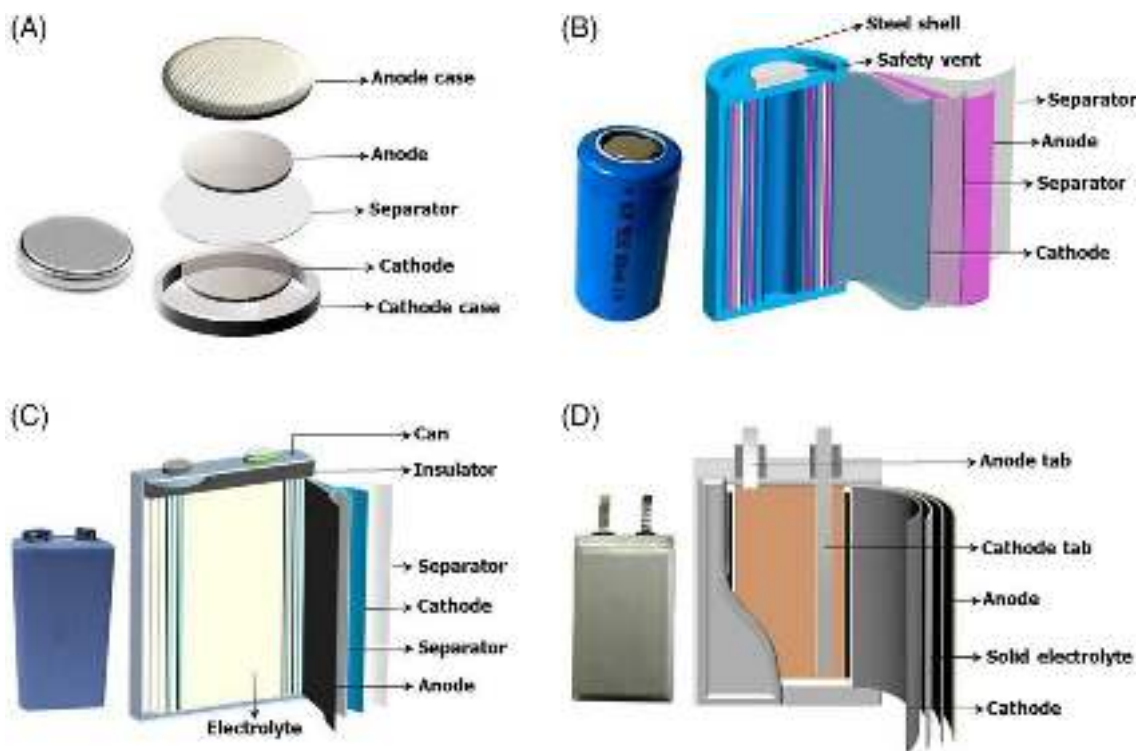 (A)
Anode case
Anode
Separator
Cathode
Cathode case
(B)
Steel shell
Safety vent
Separator
Anode
Separator
Cathode
(C)
Can
Insulator
Separator
Cathode
Separator
Anode
Electrolyte
(D)
Anode tab
Cathode tab
Anode
Solid electrolyte
Cathode